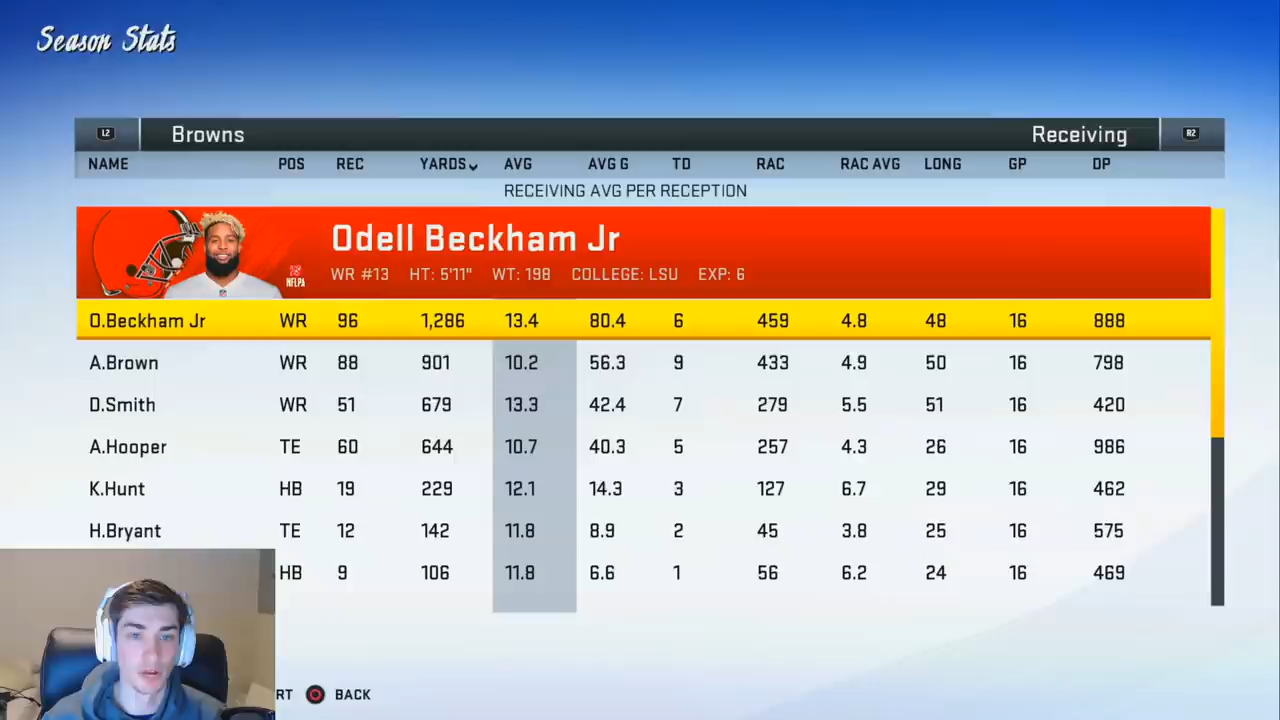 Season Stats
L2 Browns Receiving R2
NAME POS REC YARDS AVG AVG G TD RAC RAC AVG LONG GP DP
RECEIVING AVG PER RECEPTION
Odell Beckham Jr
WR #13 HT: 5'11" WT: 198 COLLEGE: LSU EXP: 6
NFLPA
O.Beckham Jr WR 96 1,286 13.4 80.4 6 459 4.8 48 16 888
A.Brown WR 88 901 10.2 56.3 9 433 4.9 50 16 798
D.Smith WR 51 679 13.3 42.4 7 279 5.5 51 16 420
A.Hooper TE 60 644 10.7 40.3 5 257 4.3 26 16 986
K.Hunt HB 19 229 12.1 14.3 3 127 6.7 29 16 462
H.Bryant TE 12 142 11.8 8.9 2 45 3.8 25 16 575
HB 9 106 11.8 6.6 1 56 6.2 24 16 469
RT BACK